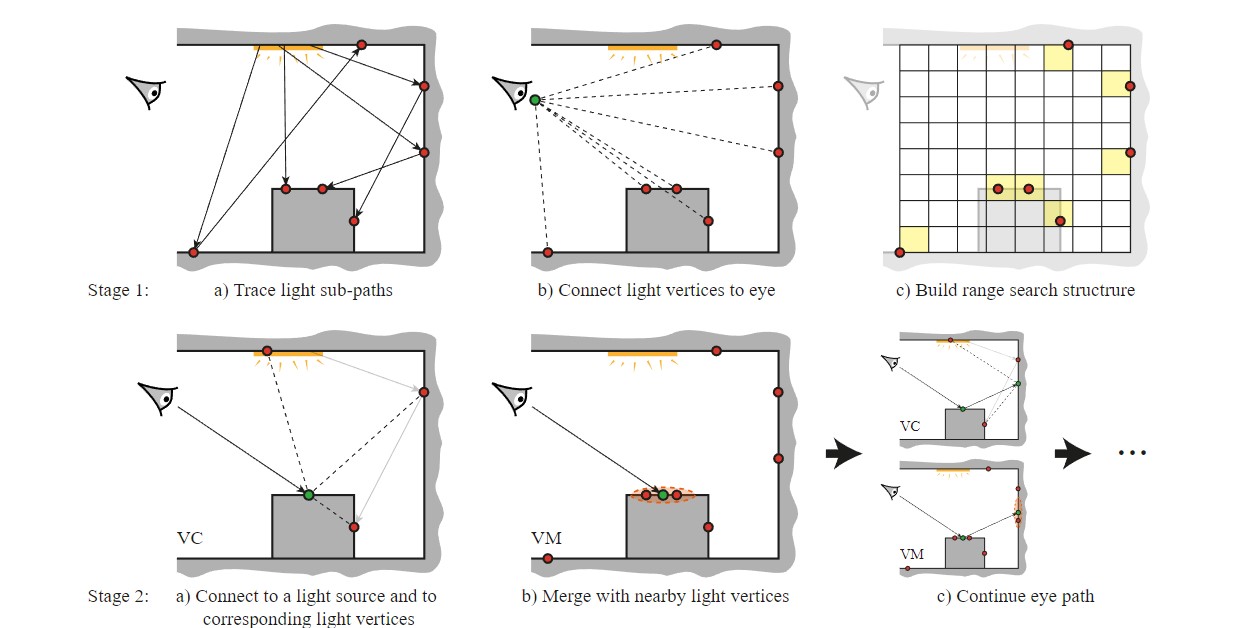 Stage 1:
a) Trace light sub-paths
b) Connect light vertices to eye
c) Build range search structrure
VC
VM
VC
VM
Stage 2:
a) Connect to a light source and to
corresponding light vertices
b) Merge with nearby light vertices
c) Continue eye path